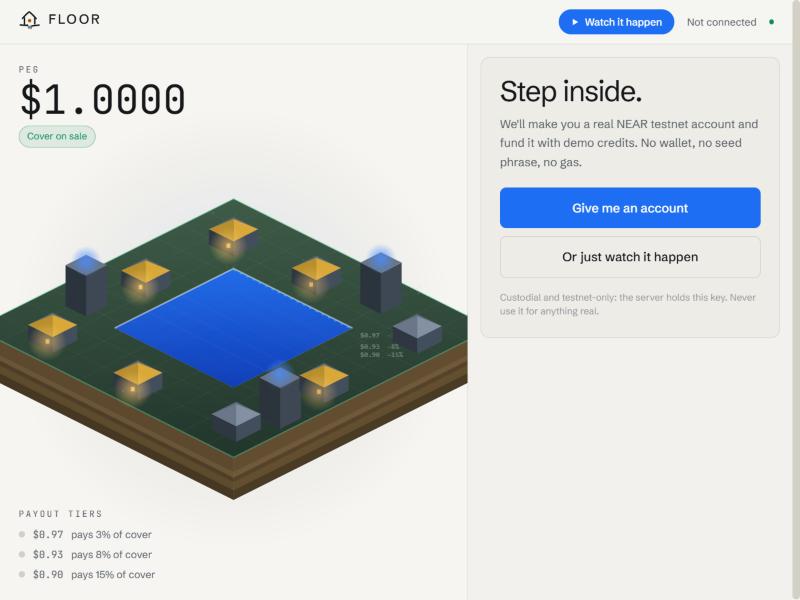 FLOOR
Watch it happen
Not connected
PEG
$1.0000
Cover on sale
Step inside.
We'll make you a real NEAR testnet account and
fund it with demo credits. No wallet, no seed
phrase, no gas.
Give me an account
Or just watch it happen
Custodial and testnet-only: the server holds this key. Never
use it for anything real.
$0.97
$0.93 -8%
$0.90 -15%
PAYOUT TIERS
$0.97 pays 3% of cover
$0.93 pays 8% of cover
$0.90 pays 15% of cover